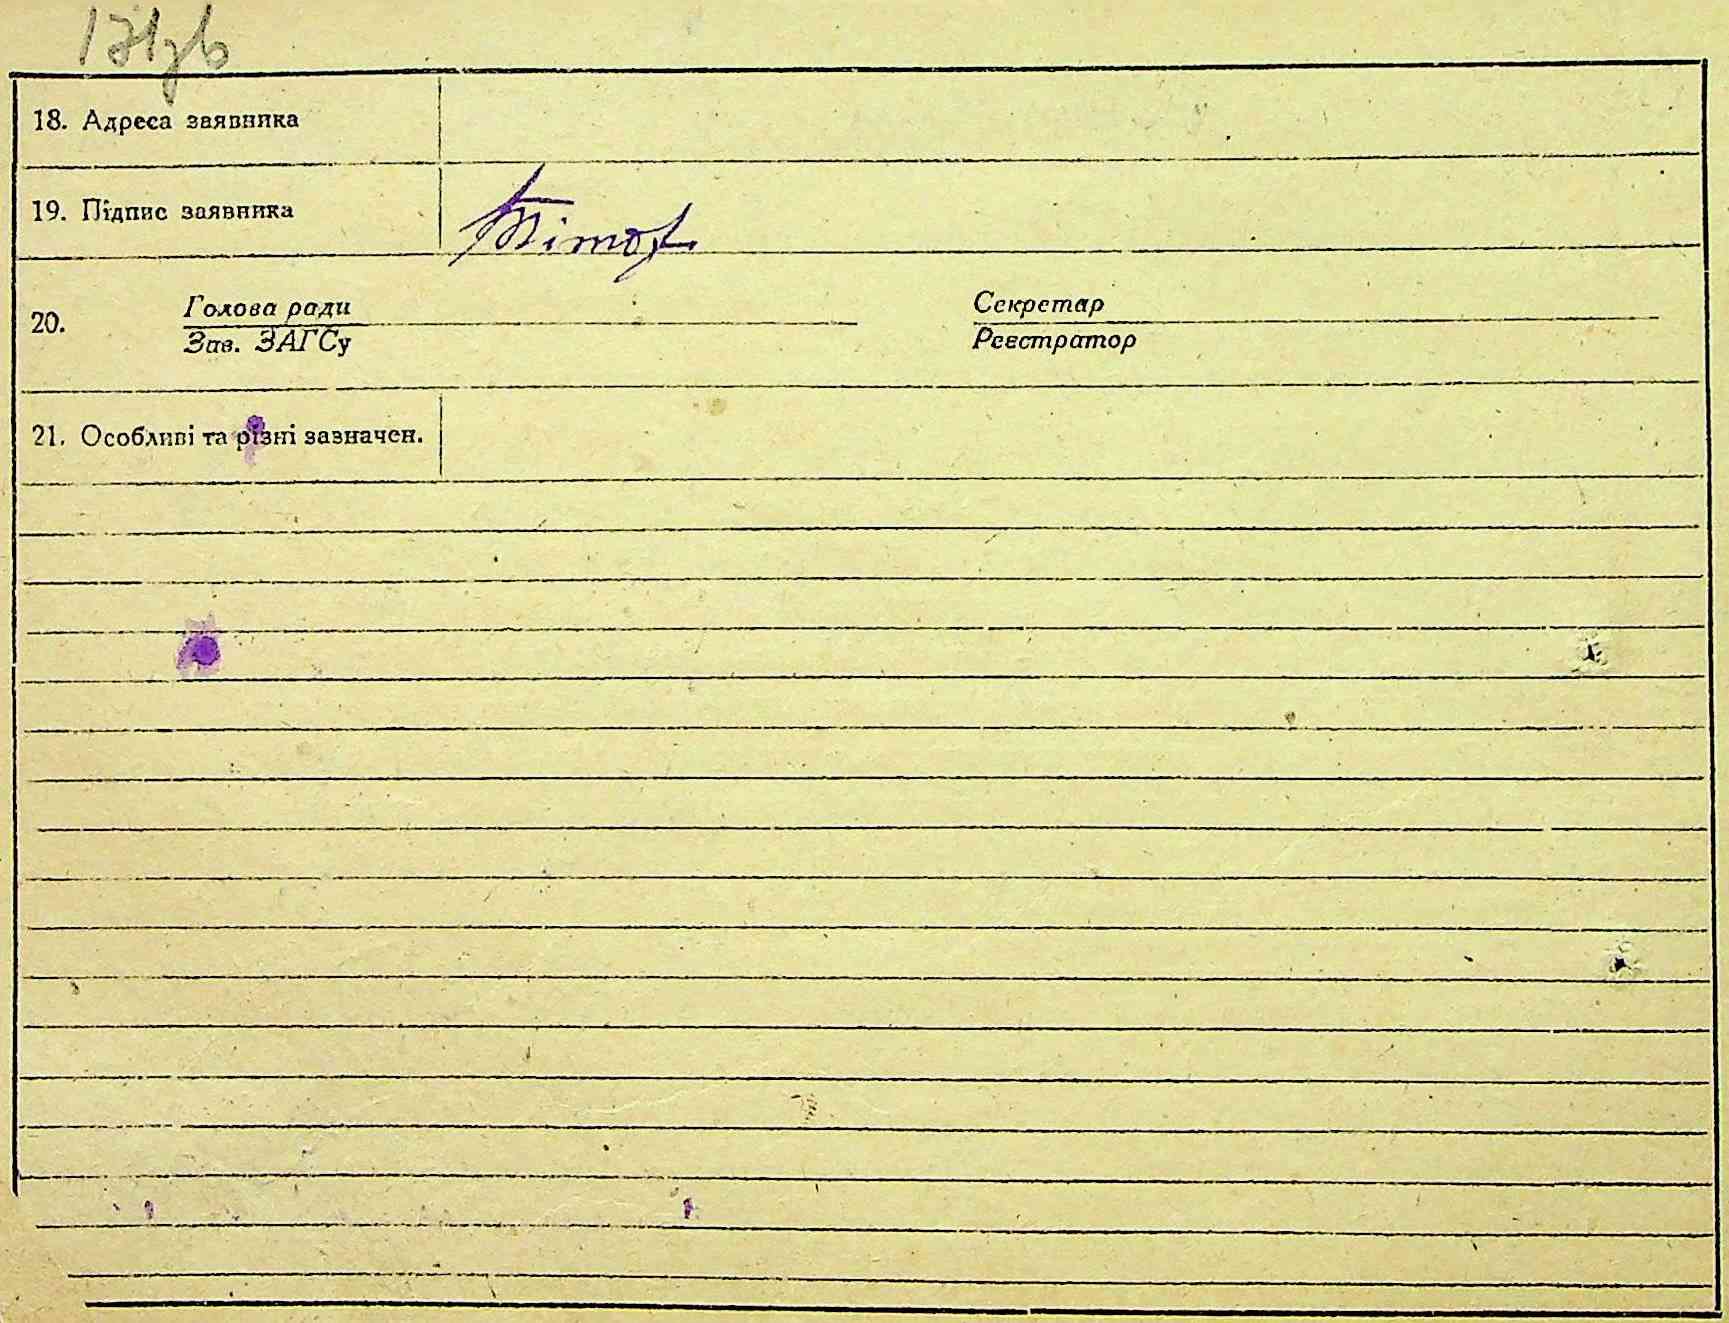 171зв
18. Адреса заявника
19. Підпис заявника
20. Голова ради Секретар
Зав. ЗАГСу Реєстратор
21. Особливі та різні зазначен.